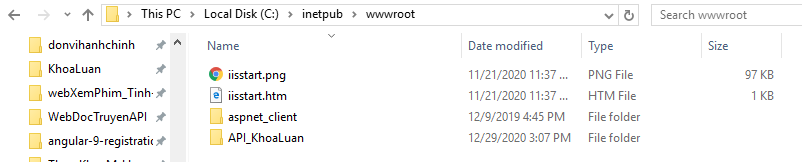 This PC > Local Disk (C:) > inetpub > wwwroot
Search wwwroot
Name Date modified Type Size
donvihanhchinh
KhoaLuan
webXemPhim_Tinh-
WebDocTruyenAPI
angular-9-registratio
iisstart.png 11/21/2020 11:37 ... PNG File 97 KB
iisstart.htm 11/21/2020 11:37 ... HTM File 1 KB
aspnet_client 12/9/2019 4:45 PM File folder
API_KhoaLuan 12/29/2020 3:07 PM File folder